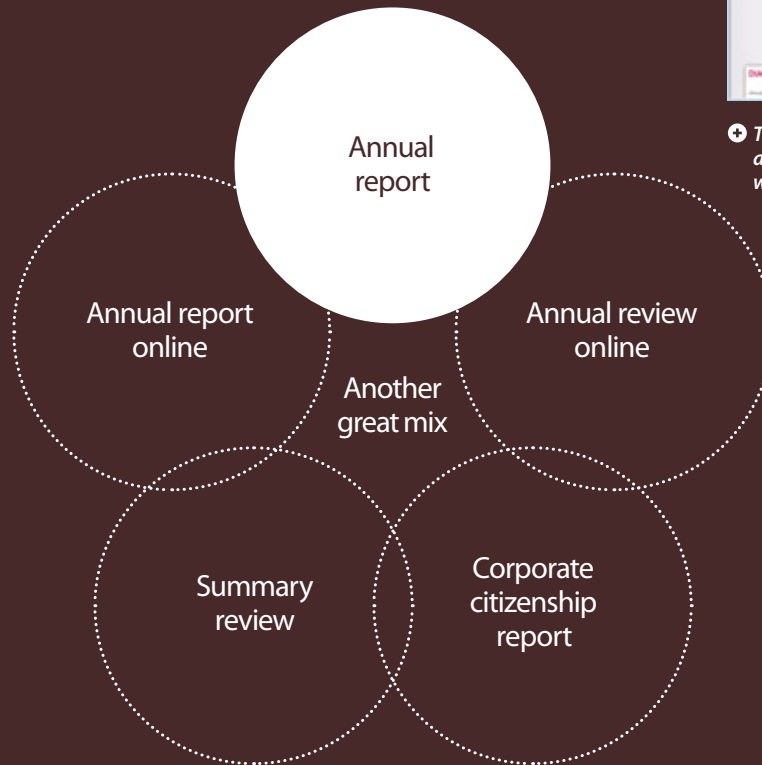 Annual
report
Annual report
online
Annual review
online
Another
great mix
Summary
review
Corporate
citizenship
report